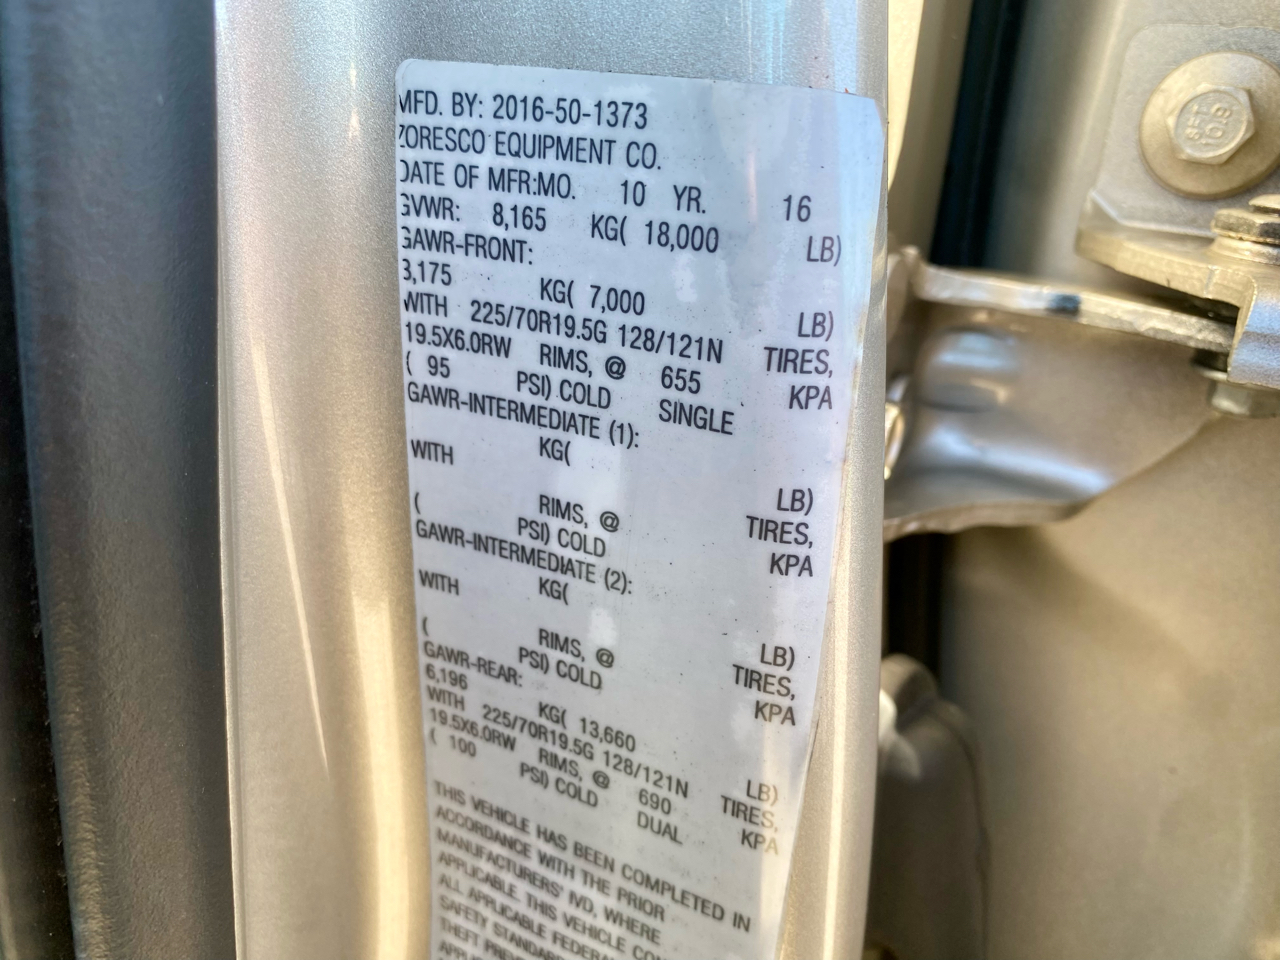 MFD. BY: 2016-50-1373
ZORESCO EQUIPMENT CO.
DATE OF MFR:MO. 10 YR. 16
GVWR: 8,165 KG( 18,000 LB)
GAWR-FRONT:
3,175 KG( 7,000 LB)
WITH 225/70R19.5G 128/121N TIRES,
19.5X6.0RW RIMS, @ 655 KPA
( 95 PSI) COLD SINGLE
GAWR-INTERMEDIATE (1):
KG( LB)
WITH TIRES,
RIMS, @ KPA
( PSI) COLD
GAWR-INTERMEDIATE (2):
KG( LB)
WITH TIRES,
RIMS, @ KPA
( PSI) COLD
GAWR-REAR:
6,196 KG( 13,660 LB)
WITH 225/70R19.5G 128/121N TIRES,
19.5X6.0RW RIMS, @ 690 KPA
( 100 PSI) COLD DUAL
THIS VEHICLE HAS BEEN COMPLETED IN
ACCORDANCE WITH THE PRIOR
MANUFACTURERS' IVD, WHERE
APPLICABLE. THIS VEHICLE
ALL APPLICABLE
SAFETY
THEFT